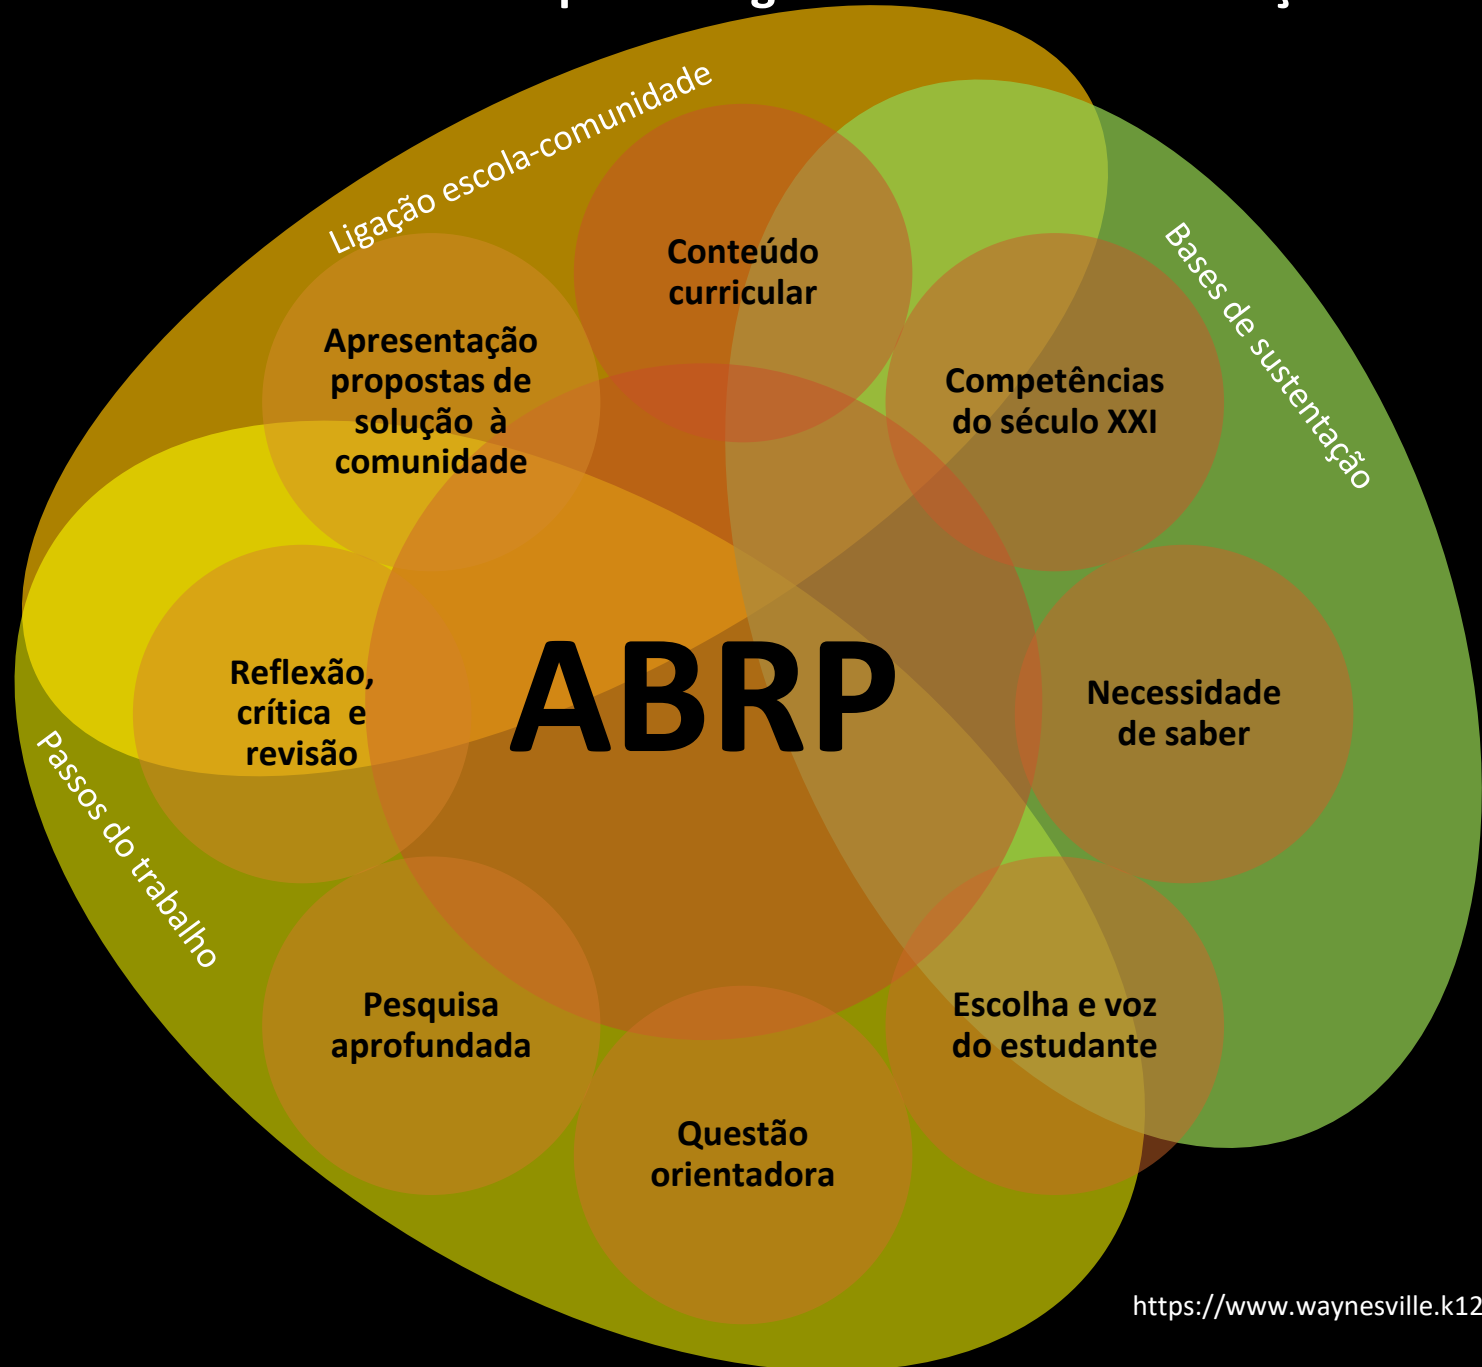 Ligação escola-comunidade
Conteúdo
curricular
Bases de sustentação
Apresentação
propostas de
solução à
comunidade
Competências
do século XXI
Reflexão,
crítica e
revisão
ABRP
Necessidade
de saber
Passos do trabalho
Pesquisa
aprofundada
Escolha e voz
do estudante
Questão
orientadora
https://www.waynesville.k12